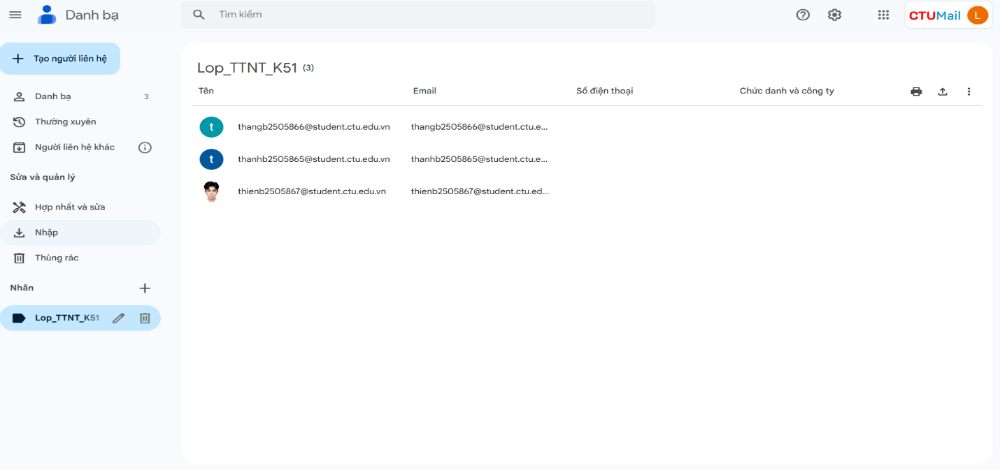 Danh bạ
Tìm kiếm
CTUMail
L
Tạo người liên hệ
Danh bạ 3
Thường xuyên
Người liên hệ khác
Sửa và quản lý
Hợp nhất và sửa
Nhập
Thùng rác
Nhãn
Lop_TTNT_K51
Lop_TTNT_K51 (3)
Tên Email Số điện thoại Chức danh và công ty
t thangb2505866@student.ctu.edu.vn thangb2505866@student.ctu.e...
t thanhb2505865@student.ctu.edu.vn thanhb2505865@student.ctu.e...
thienb2505867@student.ctu.edu.vn thienb2505867@student.ctu.ed...